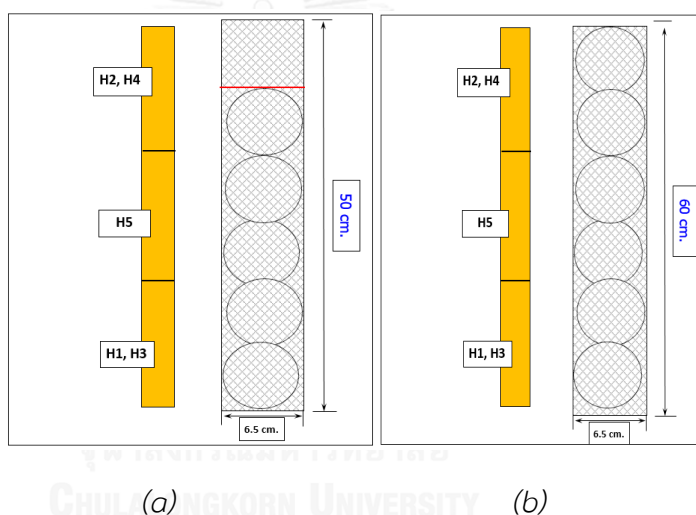 H2, H4
H5
H1, H3
50 cm.
6.5 cm.
H2, H4
H5
H1, H3
60 cm.
6.5 cm.
CHULALONGKORN UNIVERSITY
(a)
(b)